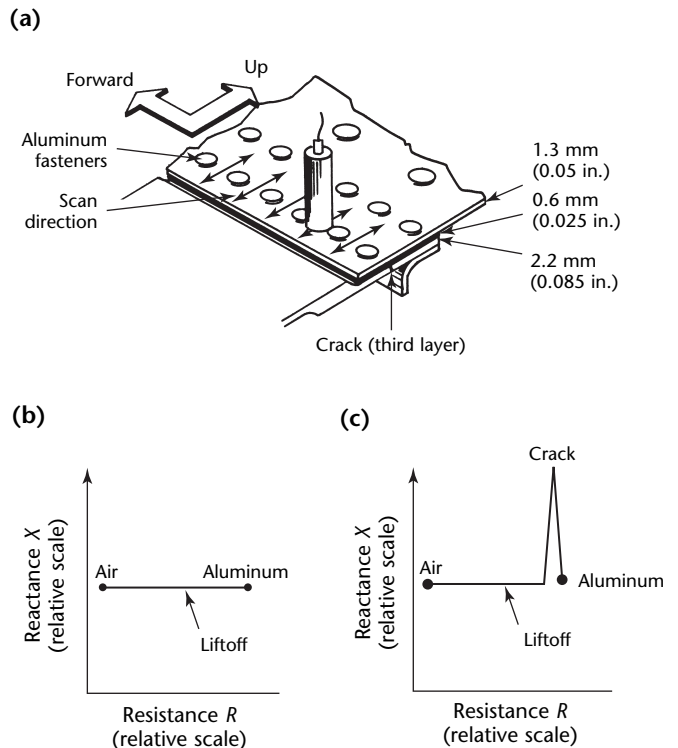 (a)
Up
Forward
Aluminum
fasteners
Scan
direction
1.3 mm
(0.05 in.)
0.6 mm
(0.025 in.)
2.2 mm
(0.085 in.)
Crack (third layer)
(b)
Reactance X
(relative scale)
Air
Aluminum
Liftoff
Resistance R
(relative scale)
(c)
Reactance X
(relative scale)
Crack
Air
Aluminum
Liftoff
Resistance R
(relative scale)